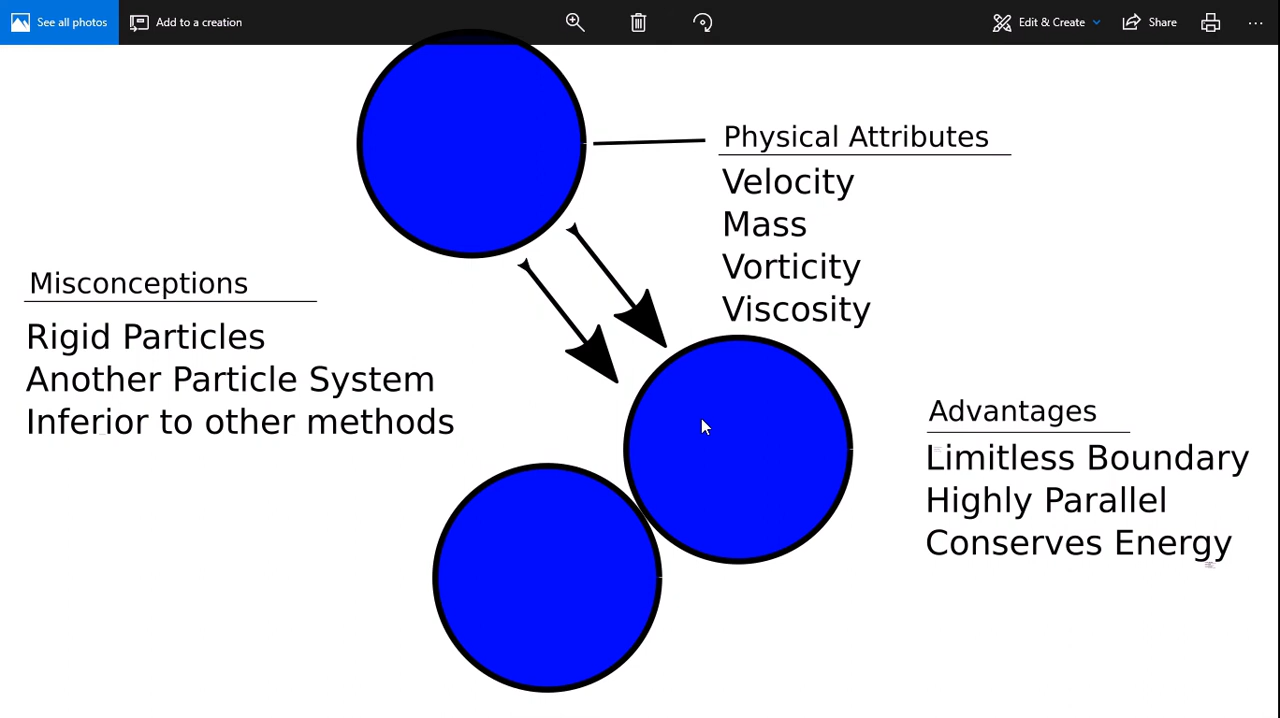 See all photos
Add to a creation
Edit & Create
Share
Physical Attributes
Velocity
Mass
Vorticity
Viscosity
Misconceptions
Rigid Particles
Another Particle System
Inferior to other methods
Advantages
Limitless Boundary
Highly Parallel
Conserves Energy